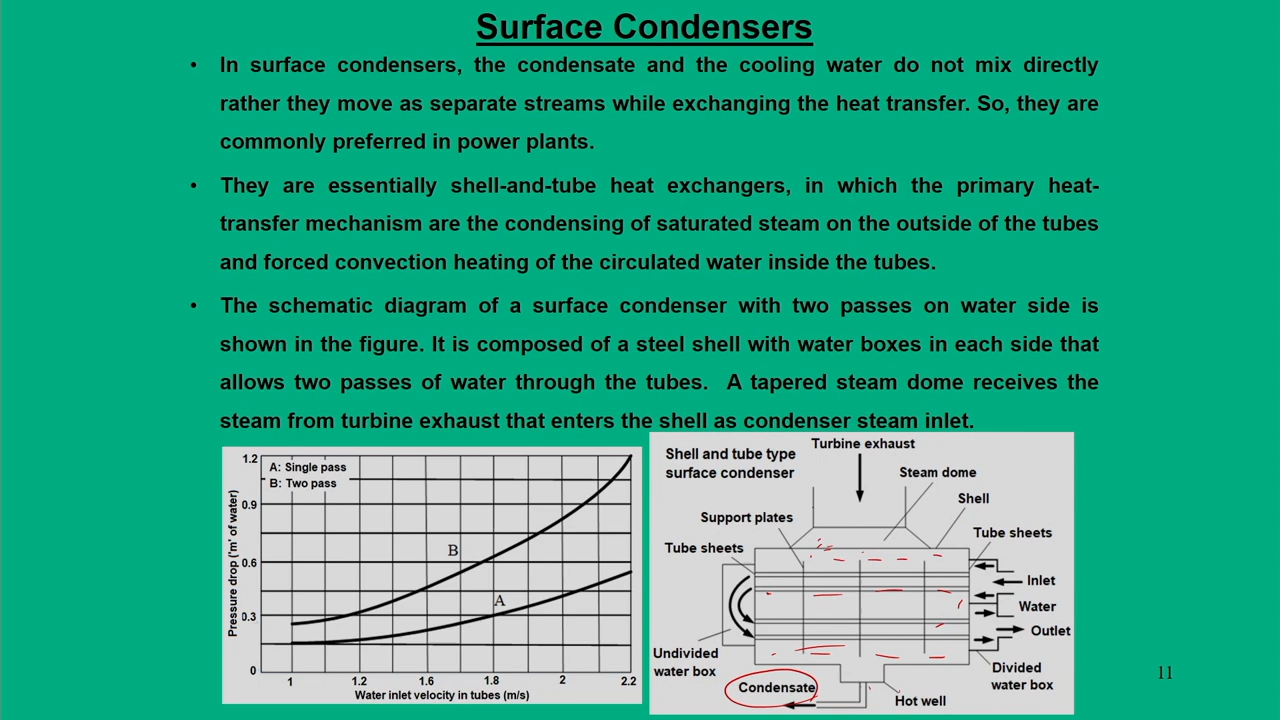 Surface Condensers
• In surface condensers, the condensate and the cooling water do not mix directly
rather they move as separate streams while exchanging the heat transfer. So, they are
commonly preferred in power plants.
• They are essentially shell-and-tube heat exchangers, in which the primary heat-
transfer mechanism are the condensing of saturated steam on the outside of the tubes
and forced convection heating of the circulated water inside the tubes.
• The schematic diagram of a surface condenser with two passes on water side is
shown in the figure. It is composed of a steel shell with water boxes in each side that
allows two passes of water through the tubes. A tapered steam dome receives the
steam from turbine exhaust that enters the shell as condenser steam inlet.
A: Single pass
B: Two pass
Pressure drop ('m' of water)
1.2
0.9
0.6
0.3
0
B
A
1 1.2 1.6 1.8 2 2.2
Water inlet velocity in tubes (m/s)
Shell and tube type
surface condenser
Turbine exhaust
Steam dome
Shell
Support plates
Tube sheets
Tube sheets
Inlet
Water
Outlet
Undivided
water box
Divided
water box
Condensate
Hot well
11